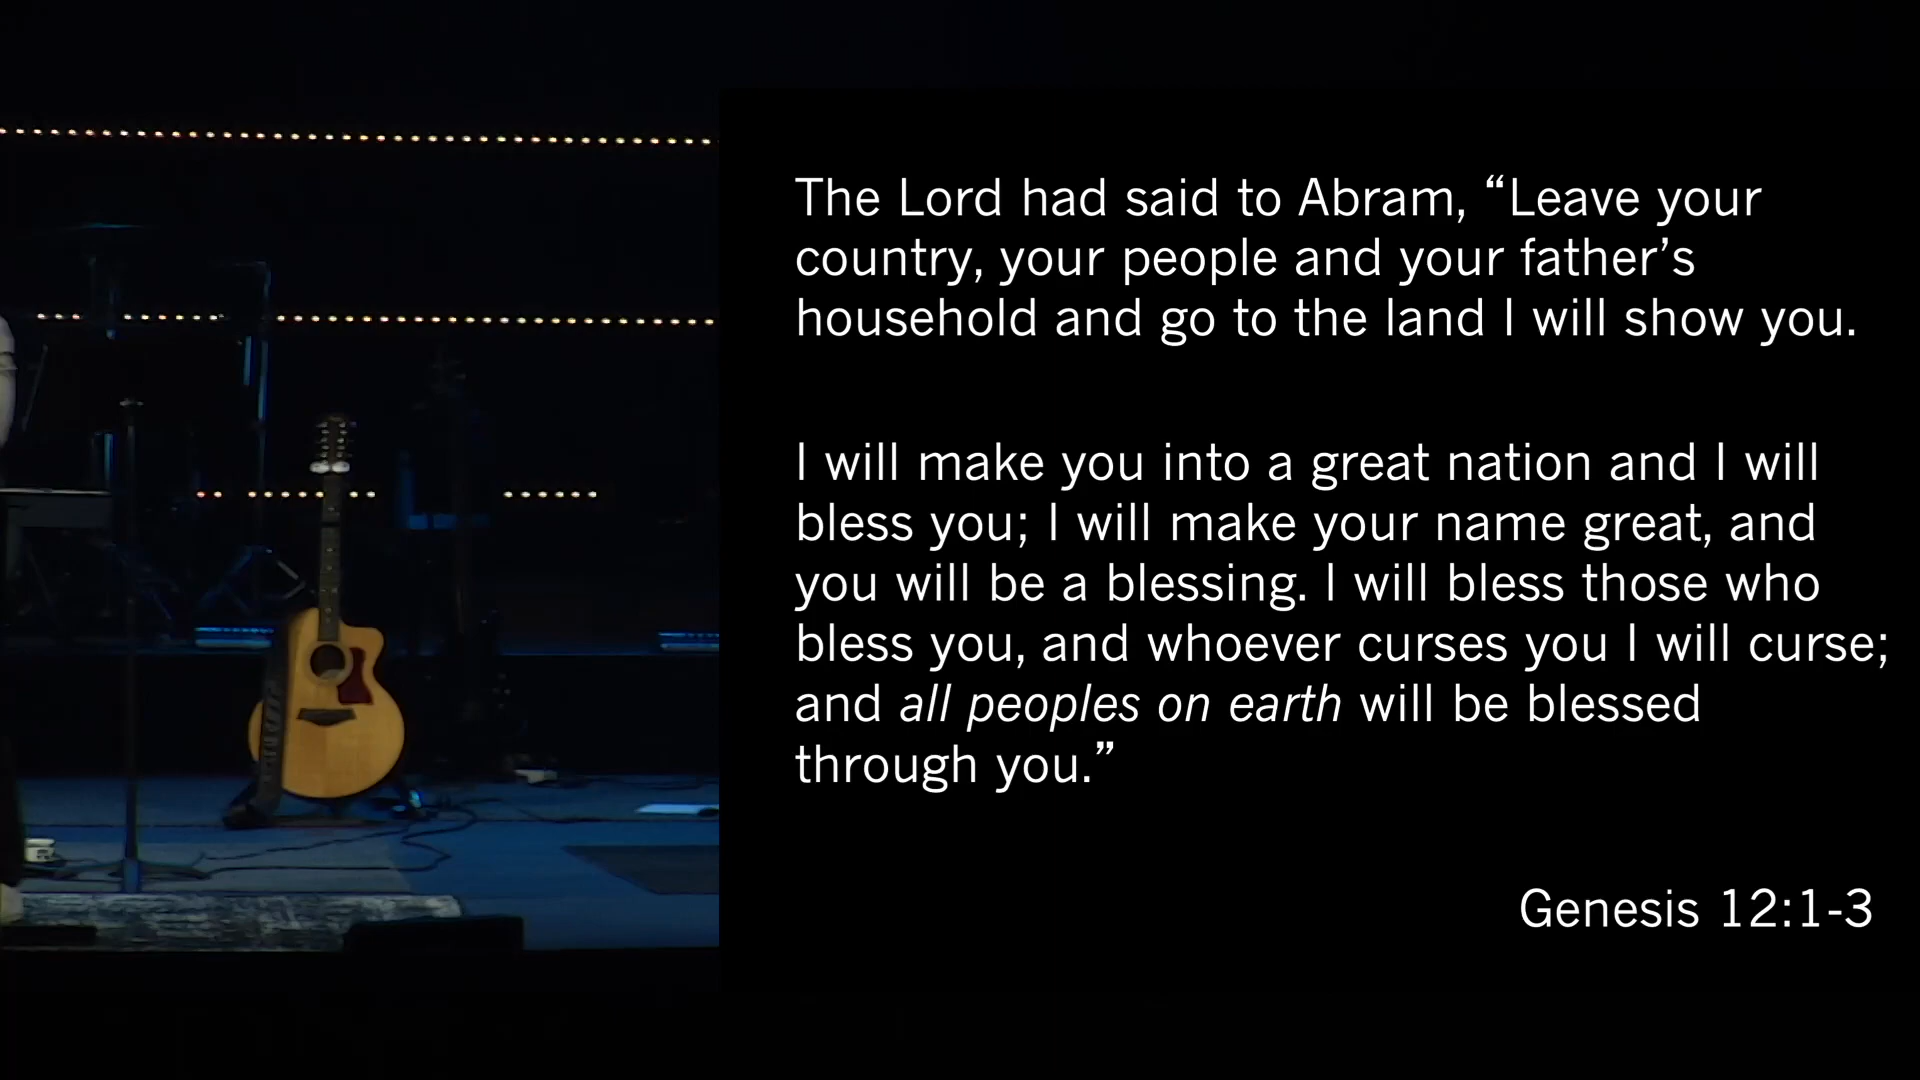 The Lord had said to Abram, “Leave your
country, your people and your father’s
household and go to the land I will show you.
I will make you into a great nation and I will
bless you; I will make your name great, and
you will be a blessing. I will bless those who
bless you, and whoever curses you I will curse;
and all peoples on earth will be blessed
through you.”
Genesis 12:1-3